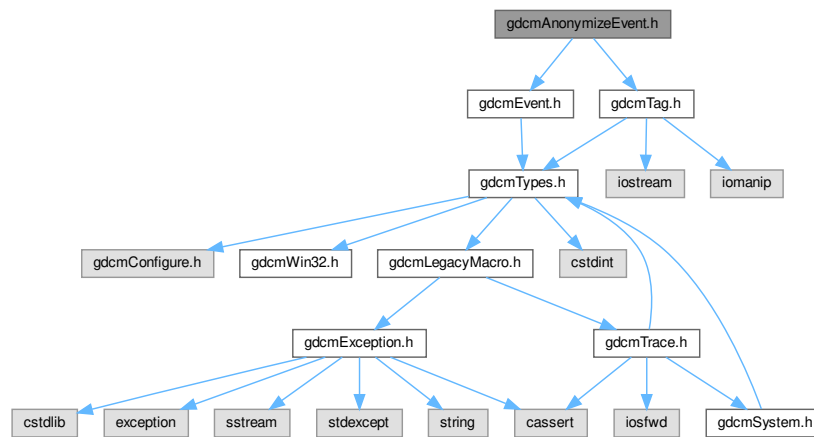 gdcmAnonymizeEvent.h
gdcmEvent.h
gdcmTag.h
gdcmTypes.h
iostream
iomanip
gdcmConfigure.h
gdcmWin32.h
gdcmLegacyMacro.h
cstdint
gdcmException.h
gdcmTrace.h
cstdlib
exception
sstream
stdexcept
string
cassert
iosfwd
gdcmSystem.h